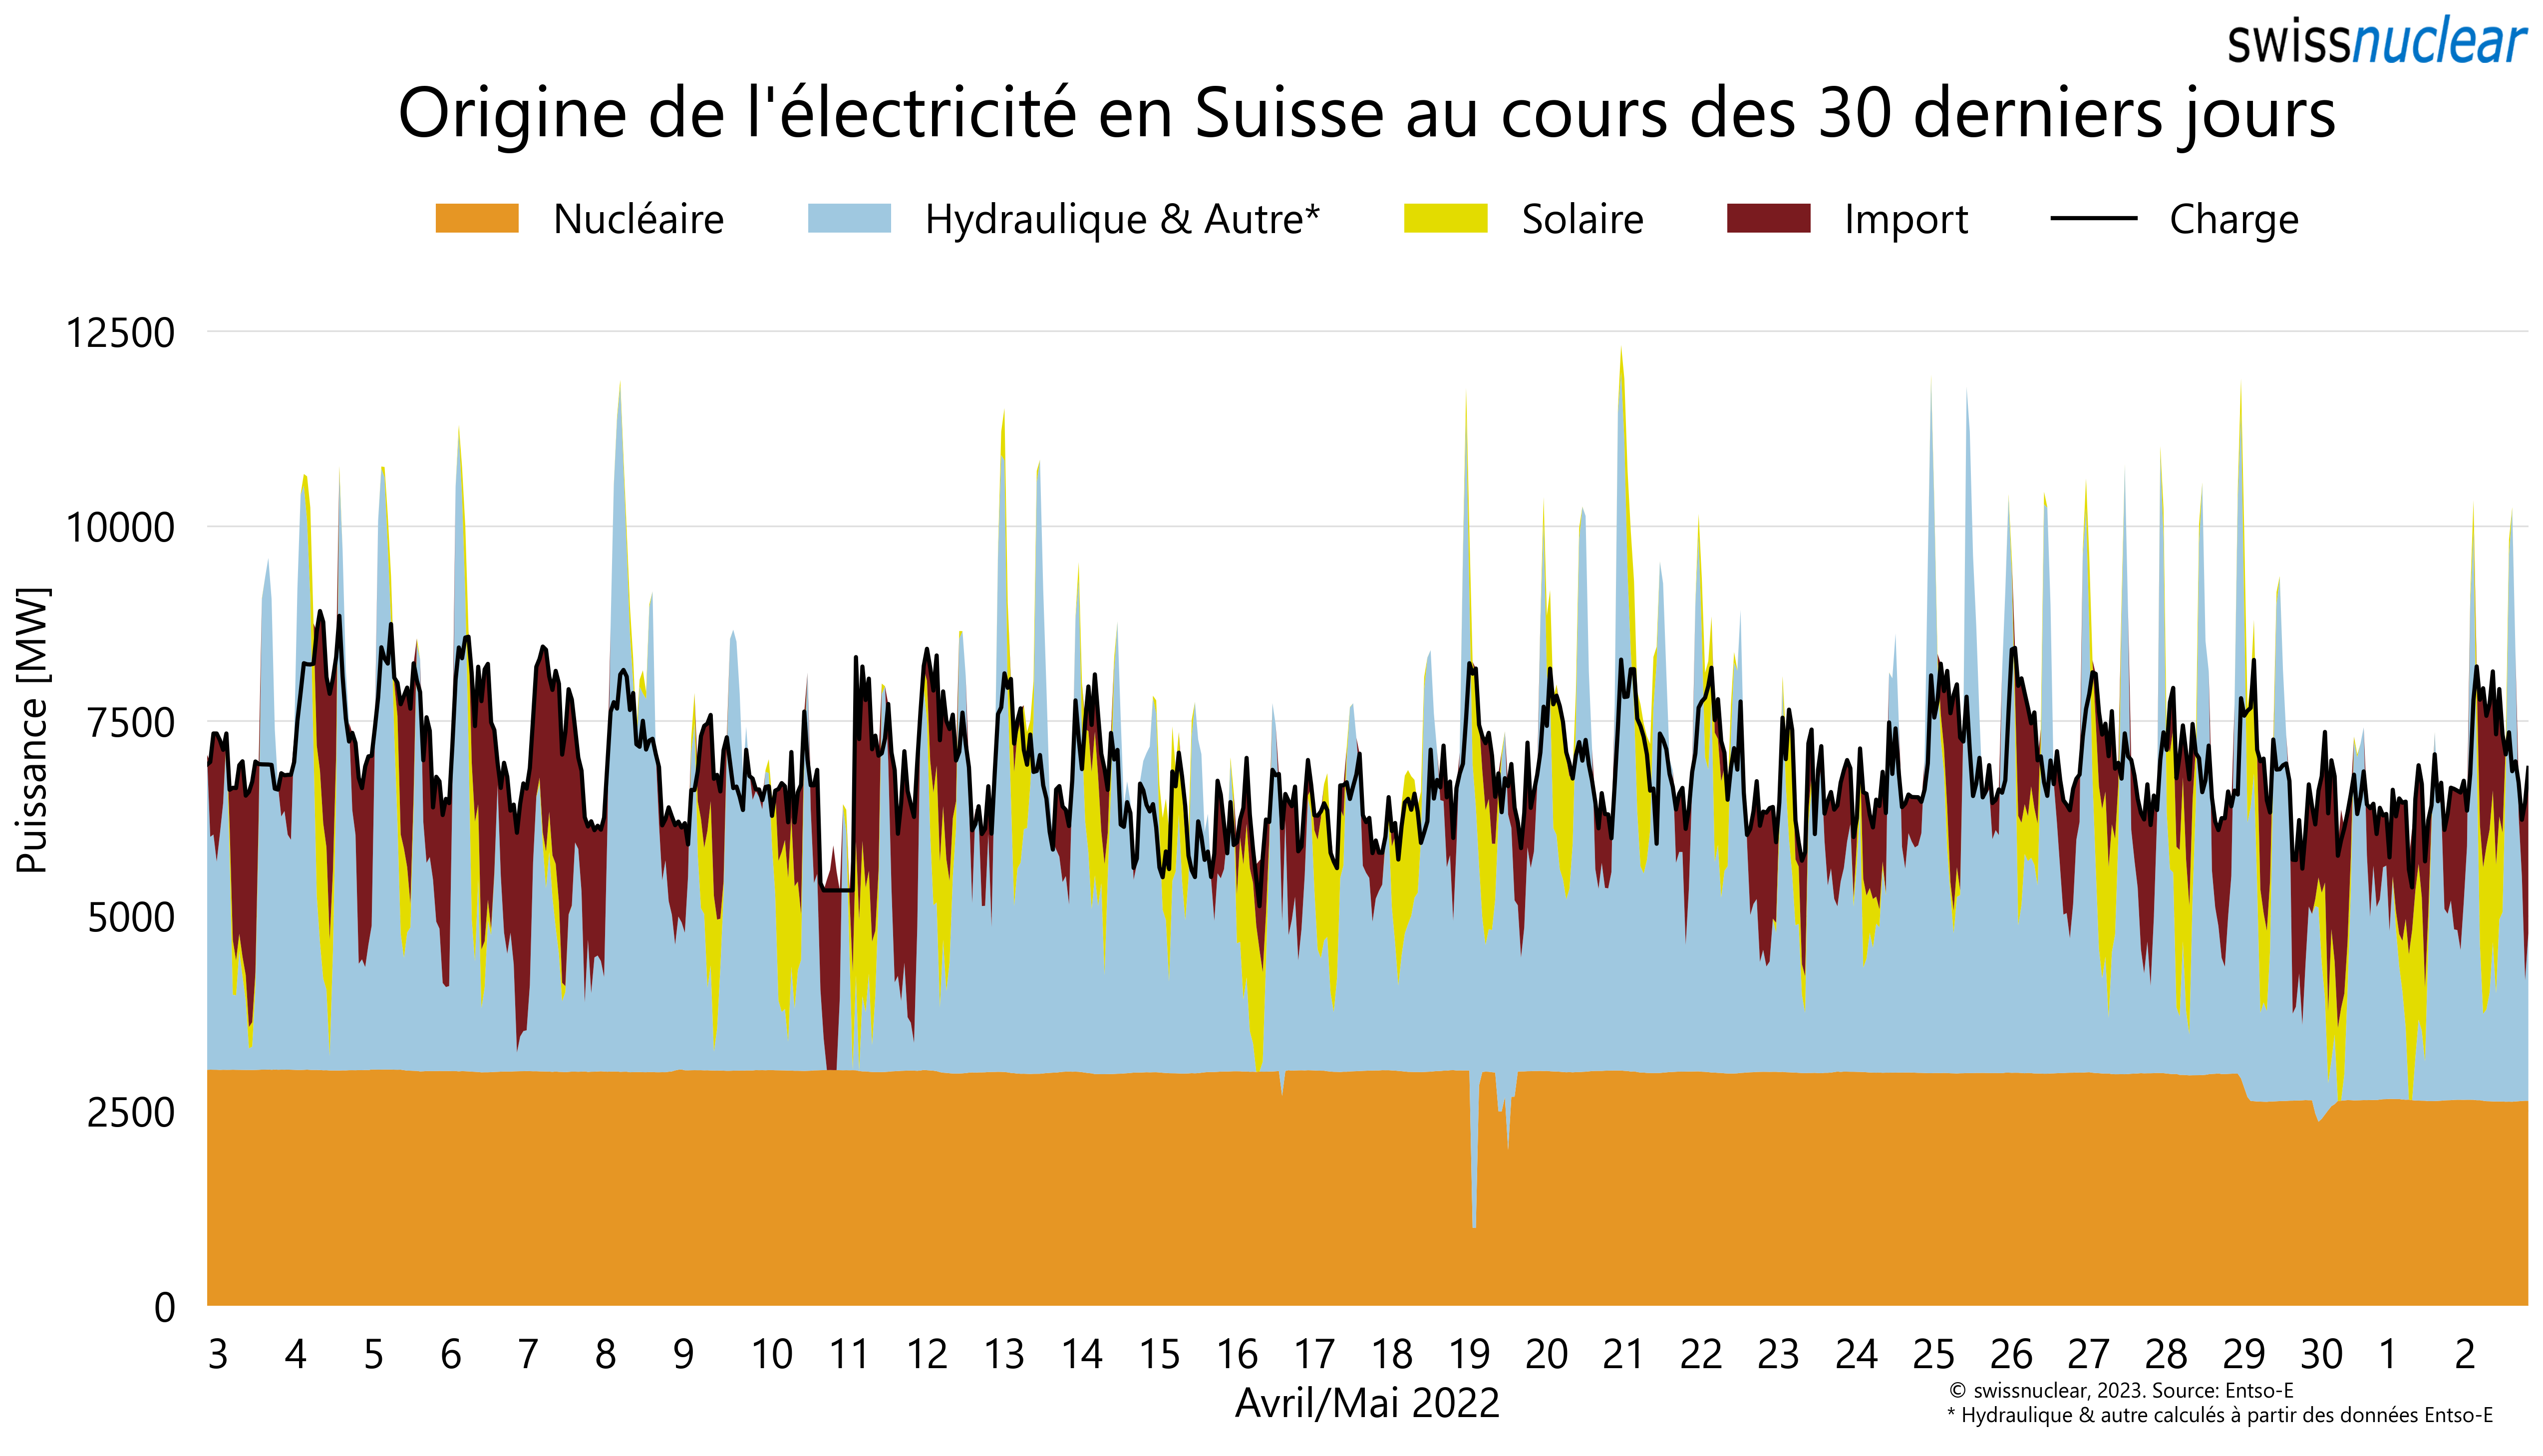 swissnuclear
Origine de l'électricité en Suisse au cours des 30 derniers jours
Nucléaire Hydraulique & Autre* Solaire Import Charge
12500
10000
7500
5000
2500
0
Puissance [MW]
3 4 5 6 7 8 9 10 11 12 13 14 15 16 17 18 19 20 21 22 23 24 25 26 27 28 29 30 1 2
Avril/Mai 2022
© swissnuclear, 2023. Source: Entso-E
* Hydraulique & autre calculés à partir des données Entso-E